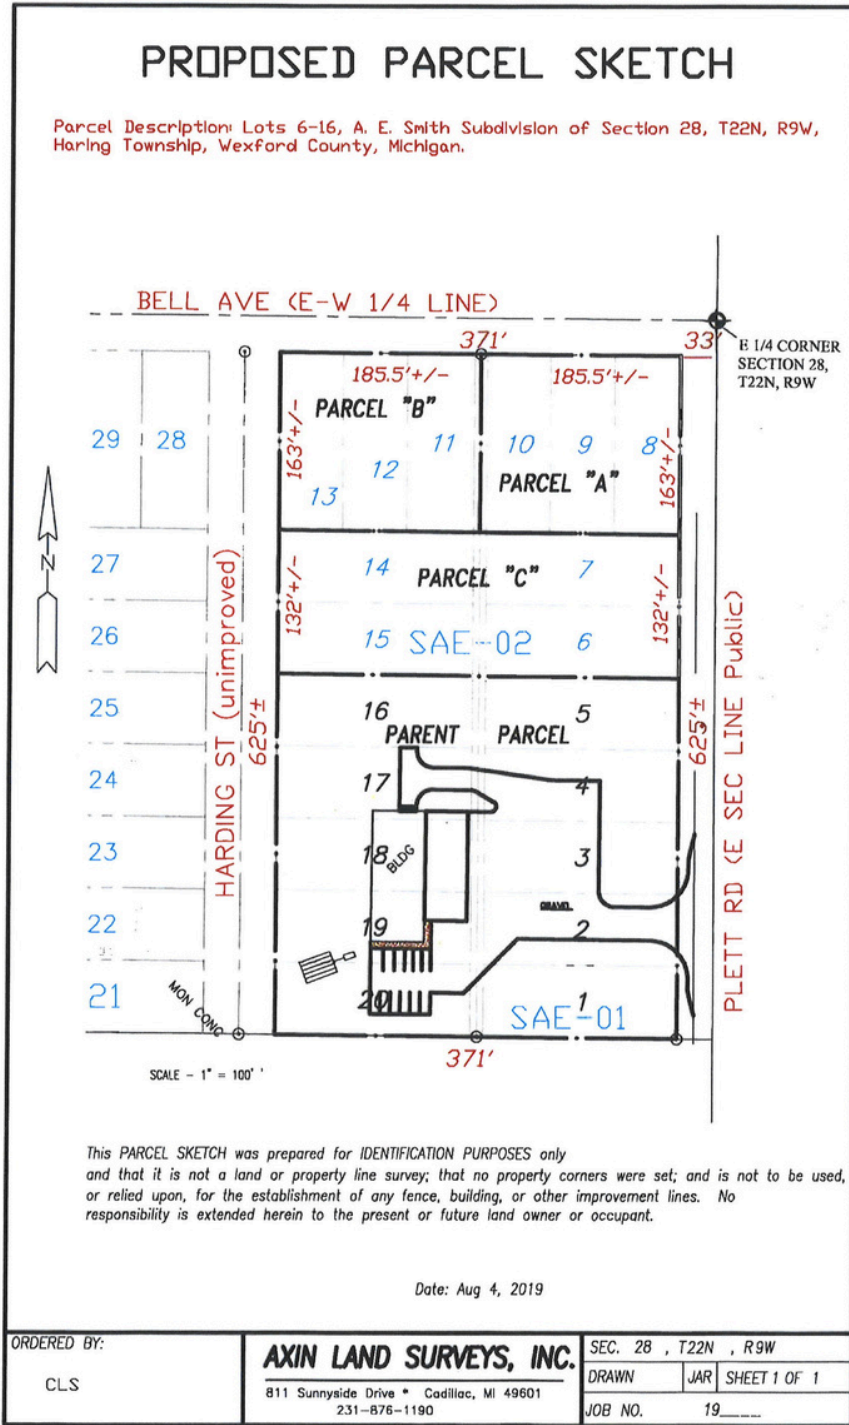 PROPOSED PARCEL SKETCH
Parcel Description: Lots 6-16, A. E. Smith Subdivision of Section 28, T22N, R9W,
Haring Township, Wexford County, Michigan.
BELL AVE (E-W 1/4 LINE)
371'
33'
E 1/4 CORNER
SECTION 28,
T22N, R9W
185.5'+/-
185.5'+/-
PARCEL "B"
163'+/-
29
28
11
10
9
8
12
13
PARCEL "A"
163'+/-
N
27
14
PARCEL "C"
7
132'+/-
132'+/-
26
15
SAE-02
6
HARDING ST (unimproved)
PLETT RD (E SEC LINE Public)
25
16
5
625'±
625'±
PARENT PARCEL
24
17
4
23
18
BLDG
3
22
19
GRAVEL
2
21
MON CONC
20
1
SAE-01
371'
SCALE - 1" = 100' '
This PARCEL SKETCH was prepared for IDENTIFICATION PURPOSES only
and that it is not a land or property line survey; that no property corners were set; and is not to be used,
or relied upon, for the establishment of any fence, building, or other improvement lines. No
responsibility is extended herein to the present or future land owner or occupant.
Date: Aug 4, 2019
ORDERED BY:
CLS
AXIN LAND SURVEYS, INC.
811 Sunnyside Drive * Cadillac, MI 49601
231-876-1190
SEC. 28 , T22N , R9W
DRAWN JAR SHEET 1 OF 1
JOB NO. 19____